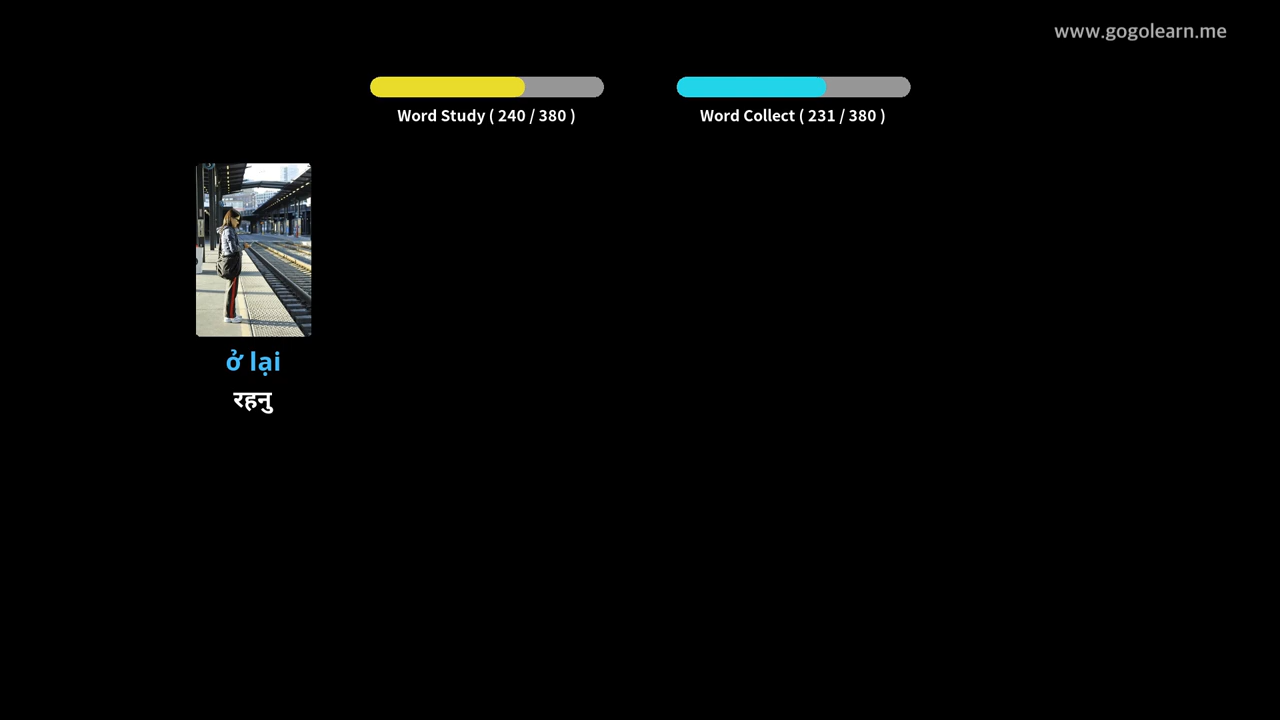 www.gogolearn.me
Word Study ( 240 / 380 )
Word Collect ( 231 / 380 )
ở lại
रहनु